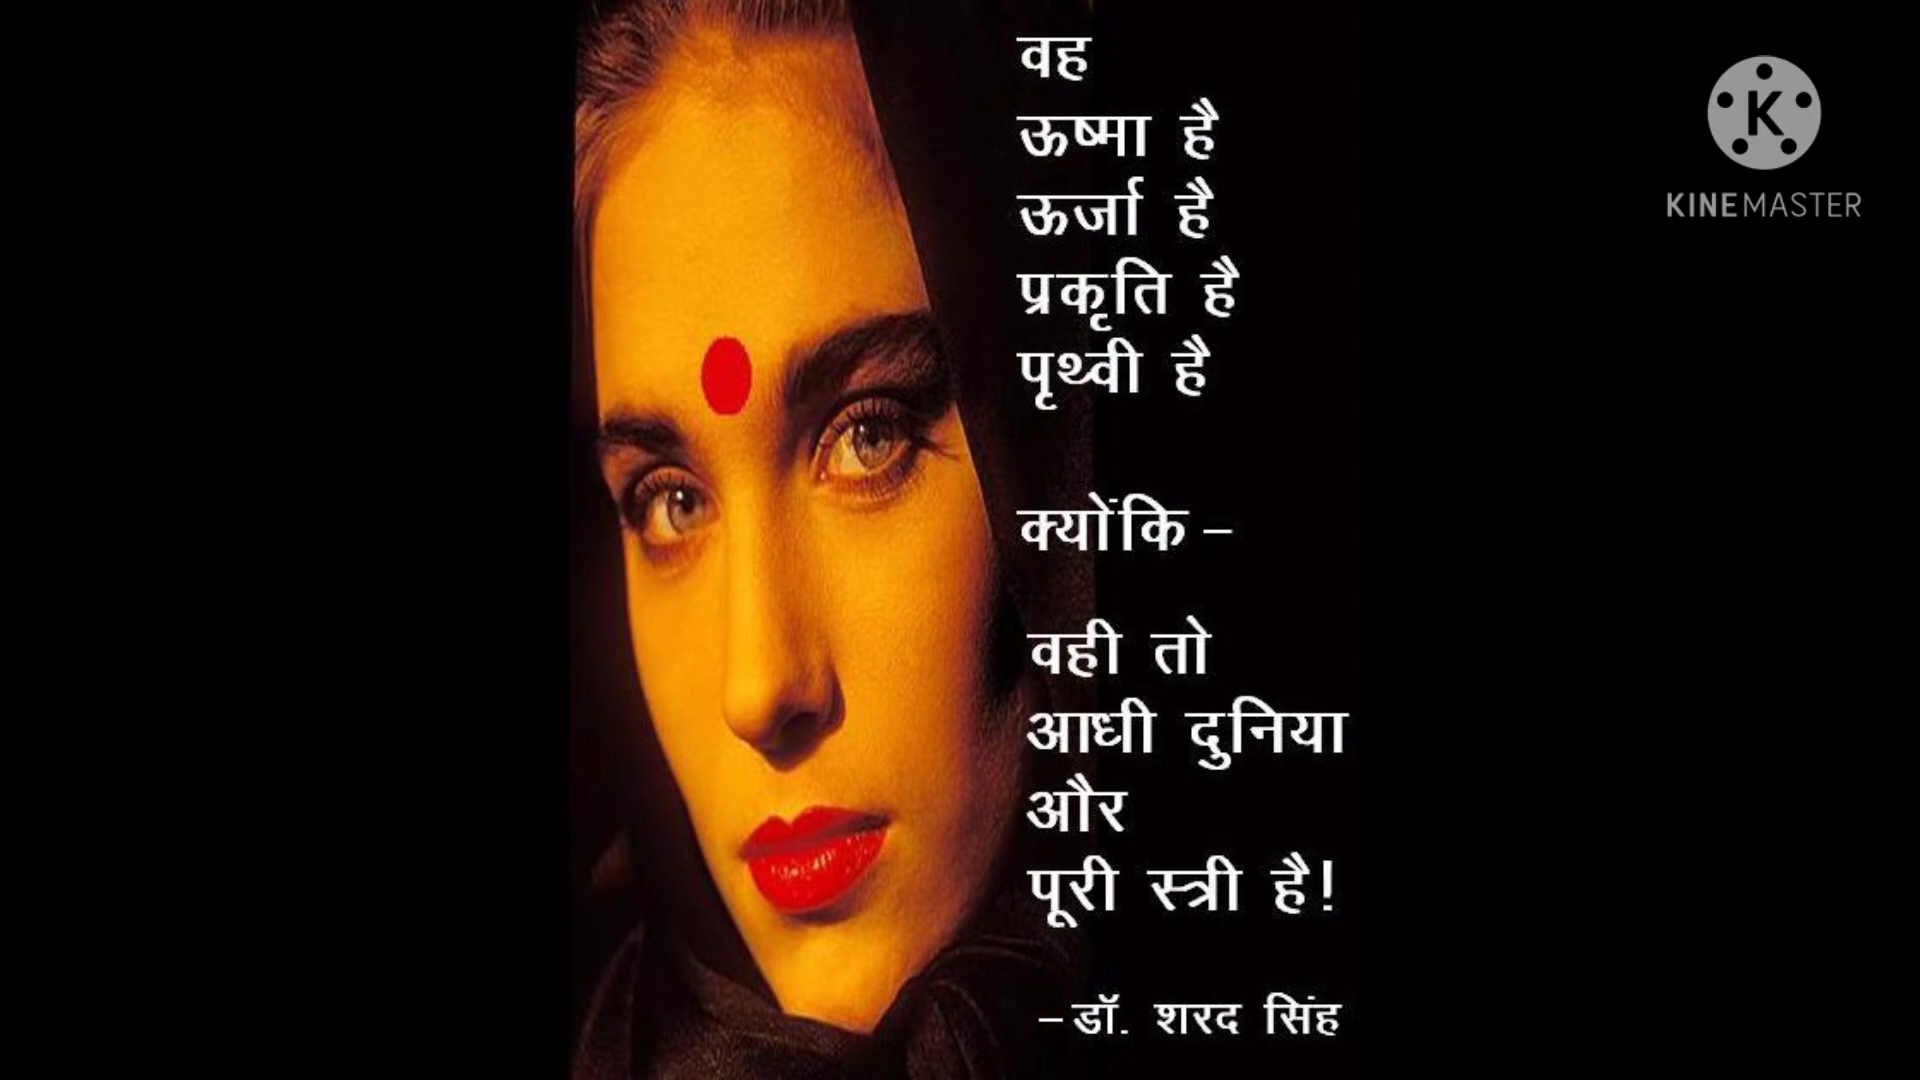 वह
ऊष्मा है
ऊर्जा है
प्रकृति है
पृथ्वी है
क्योंकि –
वही तो
आधी दुनिया
और
पूरी स्त्री है!
– डॉ. शरद सिंह
K
KINEMASTER